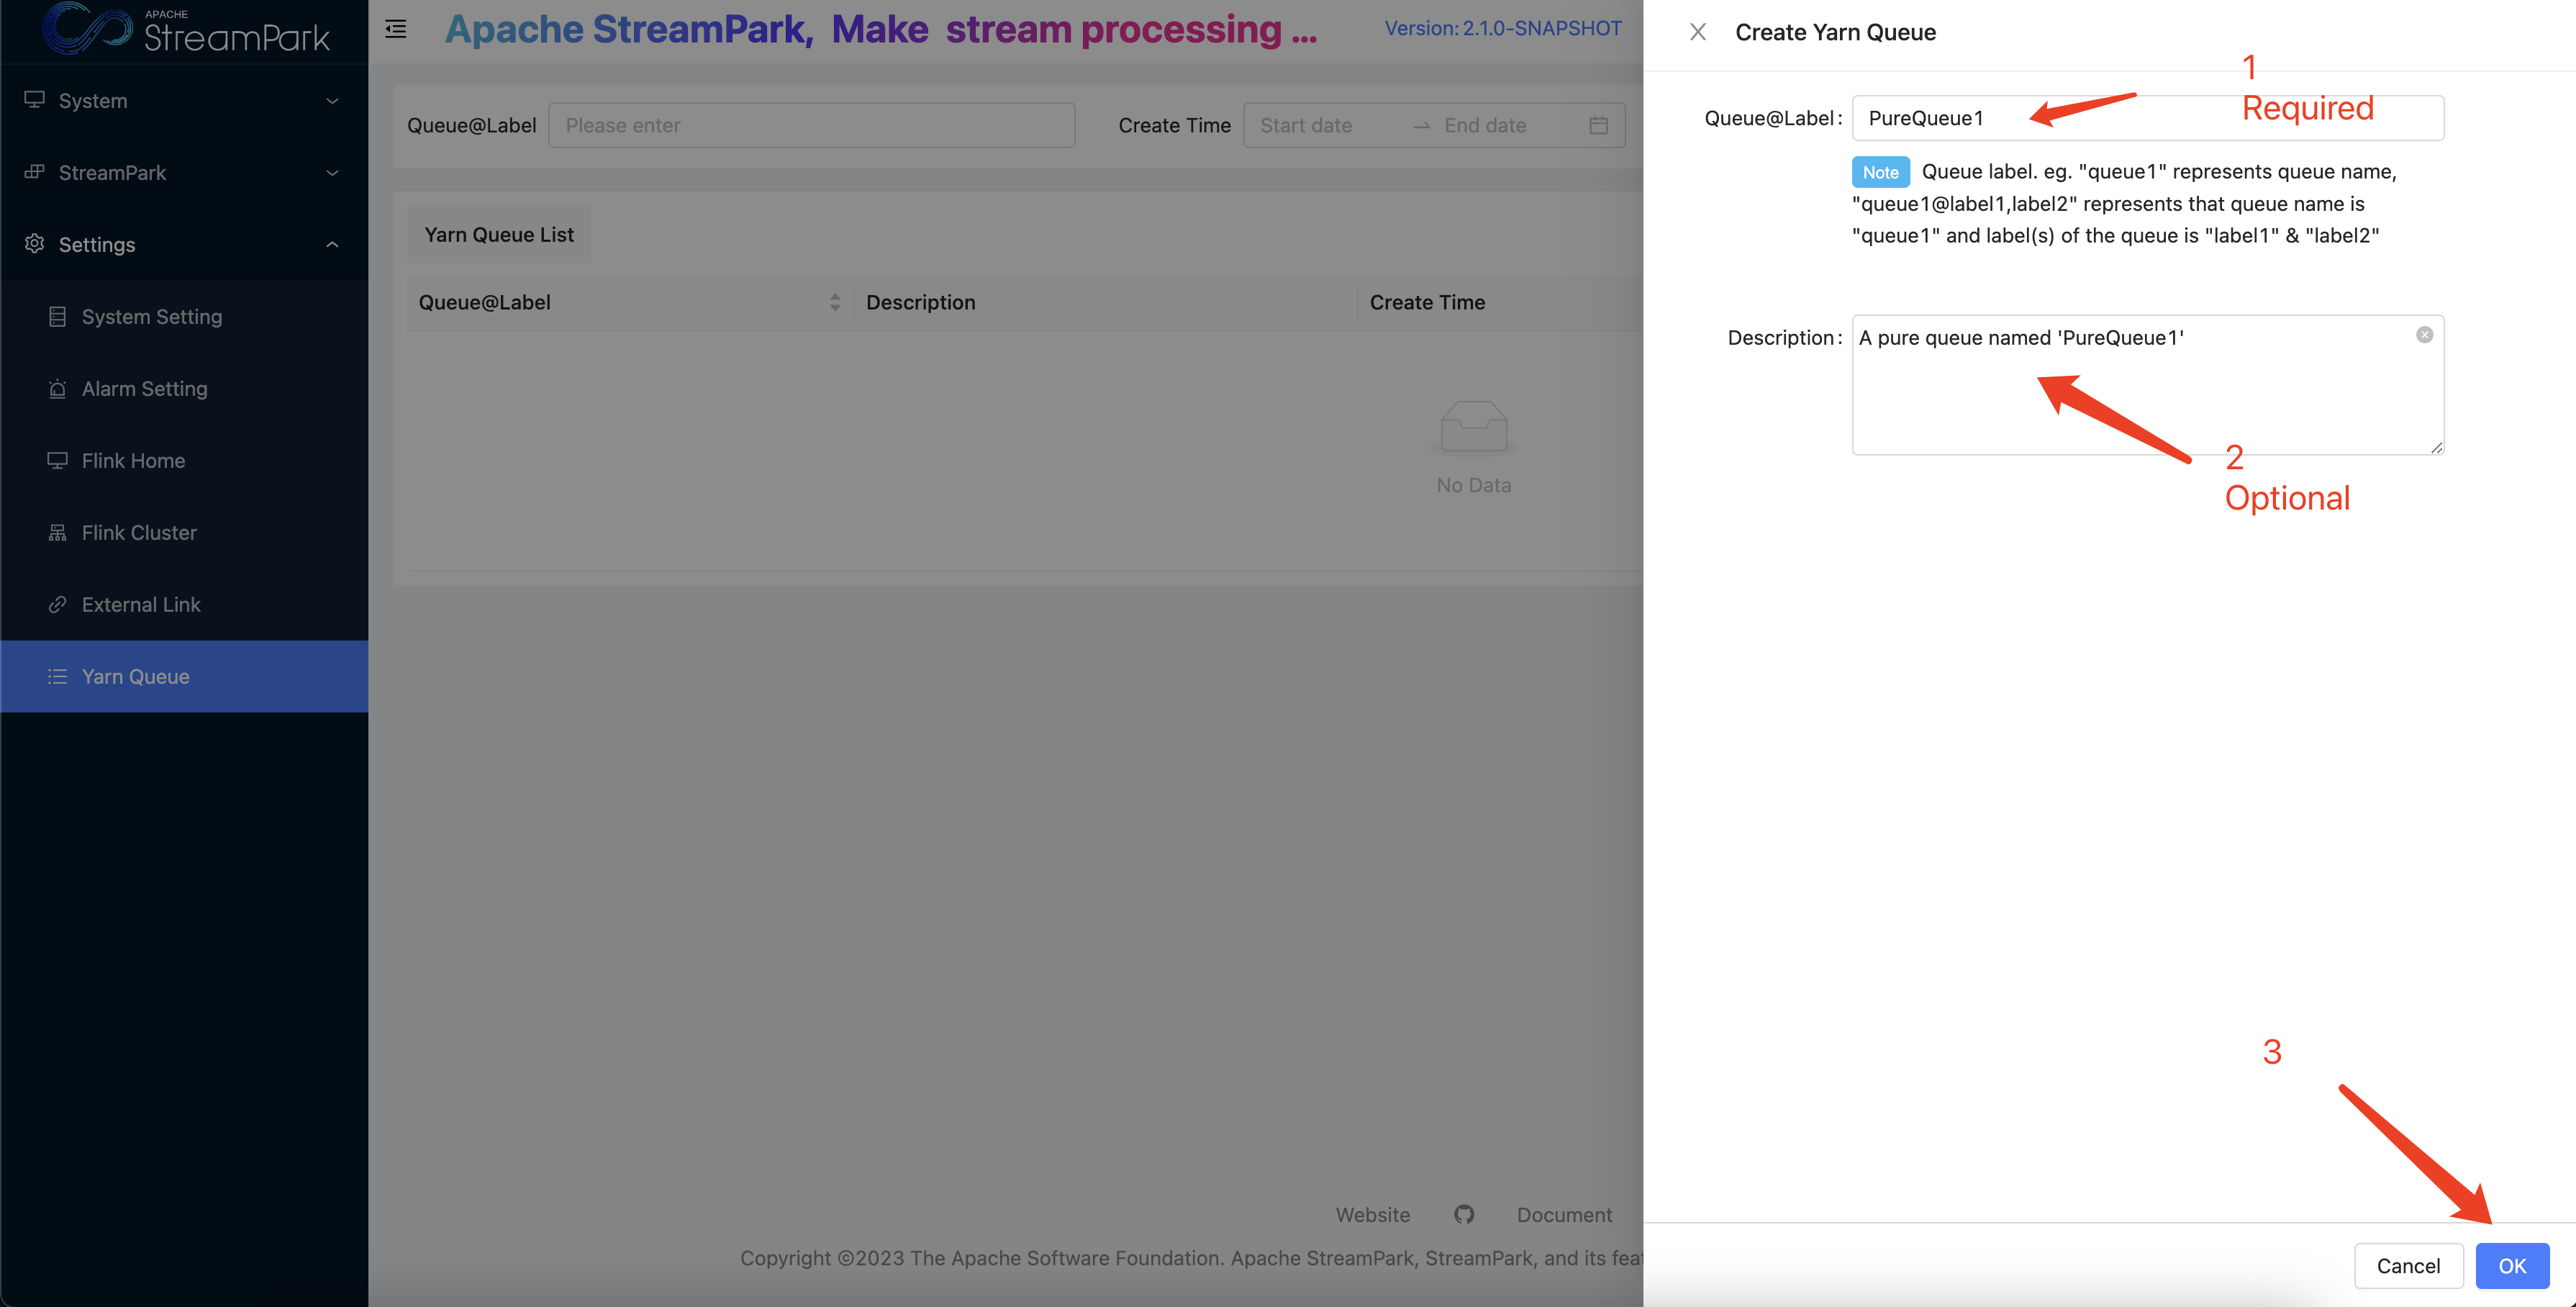 APACHE
StreamPark
System
StreamPark
Settings
System Setting
Alarm Setting
Flink Home
Flink Cluster
External Link
Yarn Queue
Apache StreamPark, Make stream processing ...
Version: 2.1.0-SNAPSHOT
Queue@Label
Please enter
Create Time
Start date
End date
Yarn Queue List
Queue@Label
Description
Create Time
No Data
Website
Document
Copyright ©2023 The Apache Software Foundation. Apache StreamPark, StreamPark, and its feat
Create Yarn Queue
1
Required
Queue@Label:
PureQueue1
Note Queue label. eg. "queue1" represents queue name,
"queue1@label1,label2" represents that queue name is
"queue1" and label(s) of the queue is "label1" & "label2"
Description:
A pure queue named 'PureQueue1'
2
Optional
3
Cancel
OK